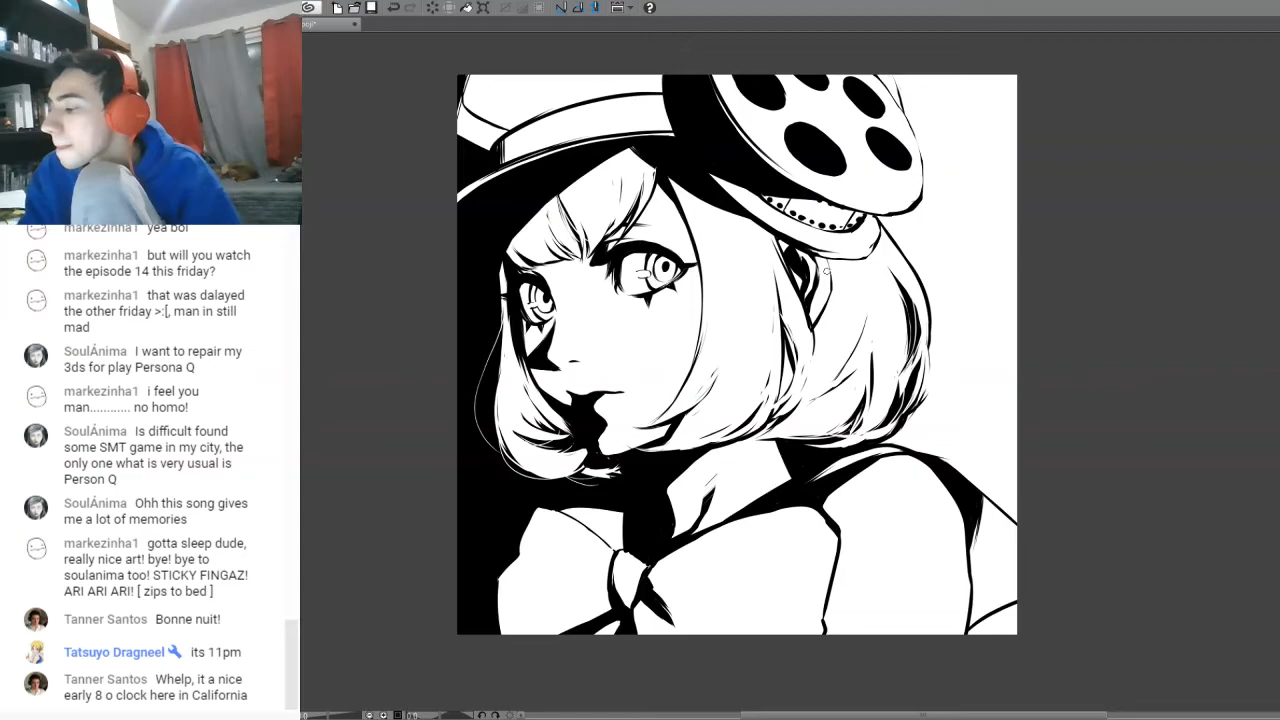 markezinha1 yea boi
markezinha1 but will you watch
the episode 14 this friday?
markezinha1 that was dalayed
the other friday >:[, man in still
mad
SoulÁnima I want to repair my
3ds for play Persona Q
markezinha1 i feel you
man............ no homo!
SoulÁnima Is difficult found
some SMT game in my city, the
only one what is very usual is
Person Q
SoulÁnima Ohh this song gives
me a lot of memories
markezinha1 gotta sleep dude,
really nice art! bye! bye to
soulanima too! STICKY FINGAZ!
ARI ARI ARI! [ zips to bed ]
Tanner Santos Bonne nuit!
Tatsuyo Dragneel its 11pm
Tanner Santos Whelp, it a nice
early 8 o clock here in California